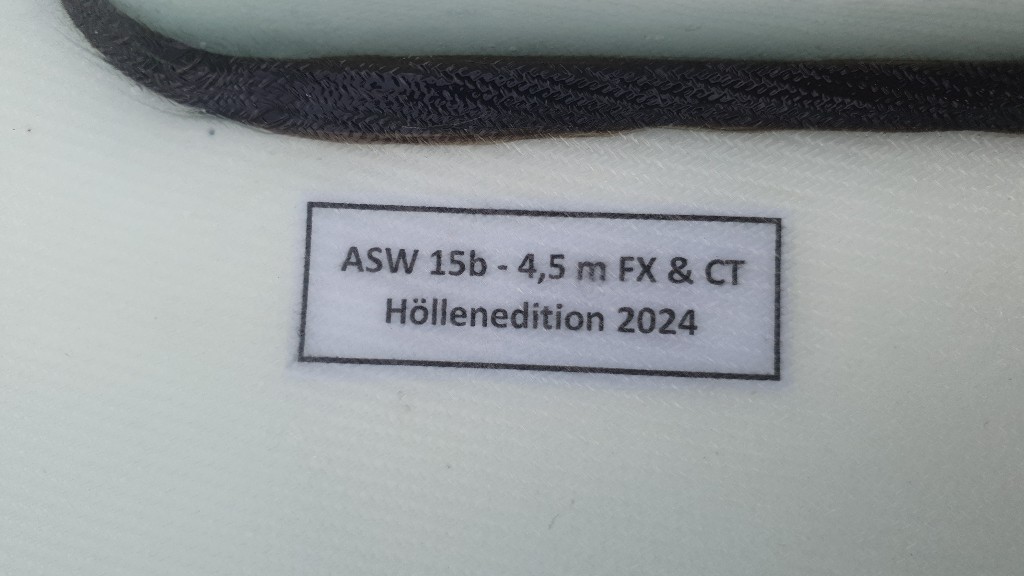 ASW 15b - 4,5 m FX & CT
Höllenedition 2024